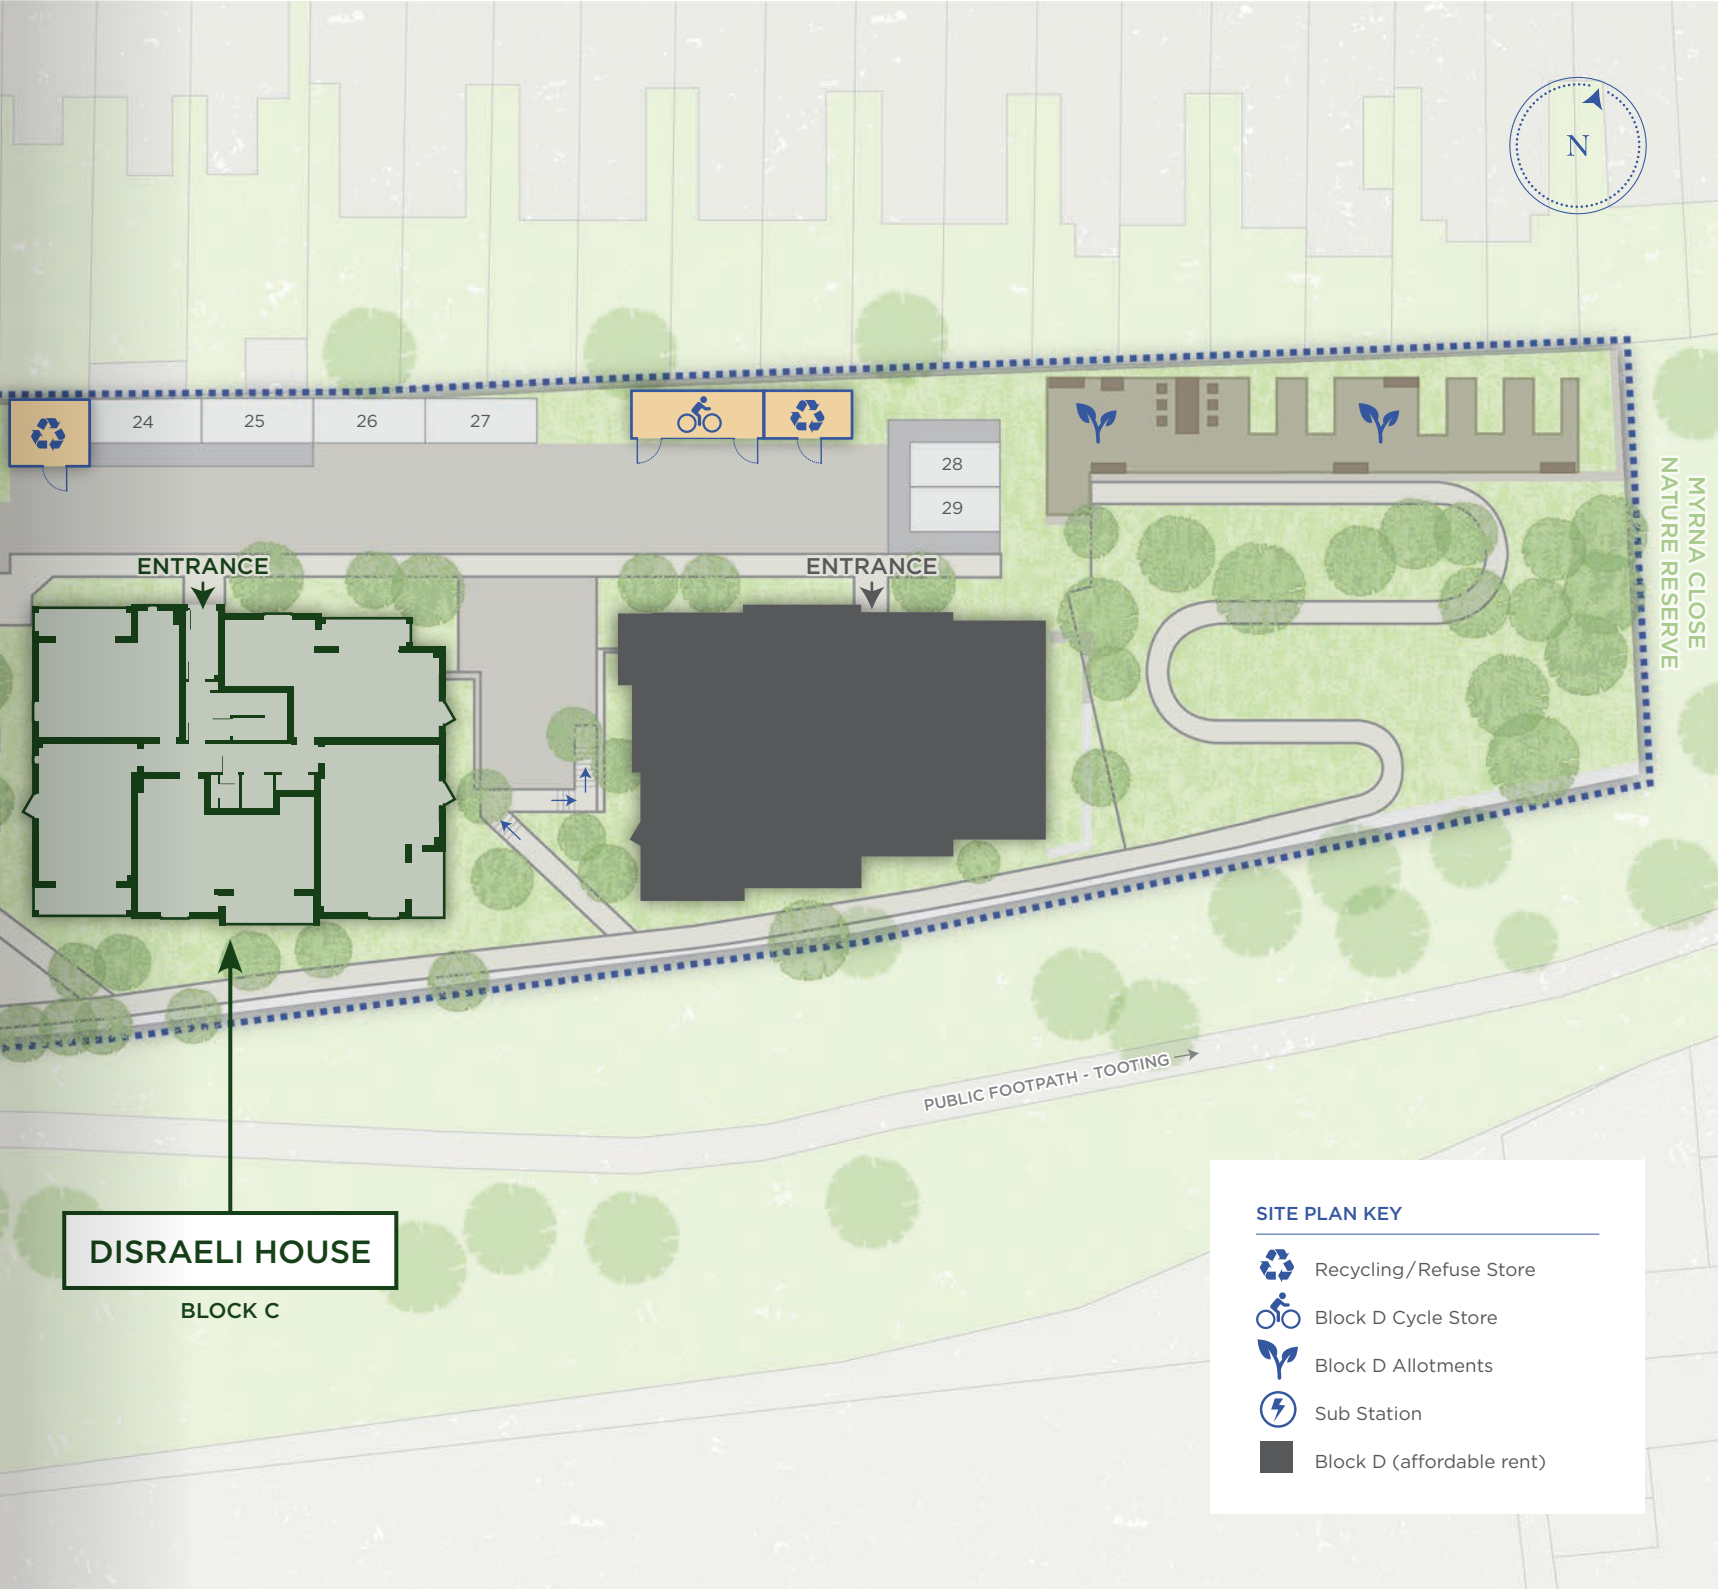 N
24
25
26
27
28
29
ENTRANCE
ENTRANCE
MYRNA CLOSE
NATURE RESERVE
PUBLIC FOOTPATH - TOOTING
DISRAELI HOUSE
BLOCK C
SITE PLAN KEY
Recycling/Refuse Store
Block D Cycle Store
Block D Allotments
Sub Station
Block D (affordable rent)